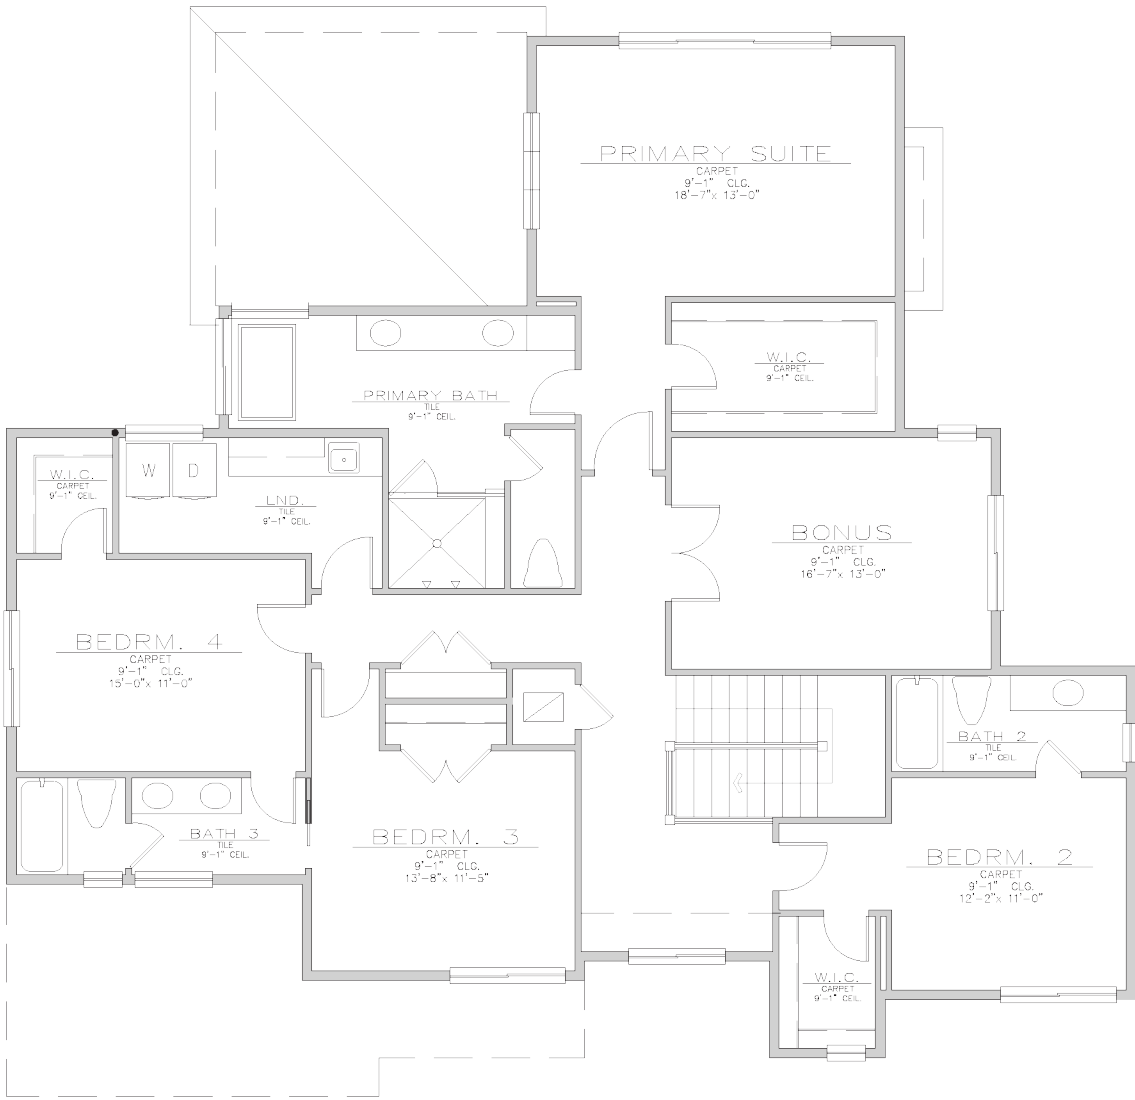 PRIMARY SUITE
CARPET
9'-1" CLG.
18'-7"x 13'-0"
W.I.C.
CARPET
9'-1" CEIL.
PRIMARY BATH
TILE
9'-1" CEIL.
W.I.C.
CARPET
9'-1" CEIL.
W D
LND.
TILE
9'-1" CEIL.
BONUS
CARPET
9'-1" CLG.
16'-7"x 13'-0"
BEDRM. 4
CARPET
9'-1" CLG.
15'-0"x 11'-0"
BATH 2
TILE
9'-1" CEIL.
BATH 3
TILE
9'-1" CEIL.
BEDRM. 3
CARPET
9'-1" CLG.
13'-8"x 11'-5"
BEDRM. 2
CARPET
9'-1" CLG.
12'-2"x 11'-0"
W.I.C.
CARPET
9'-1" CEIL.